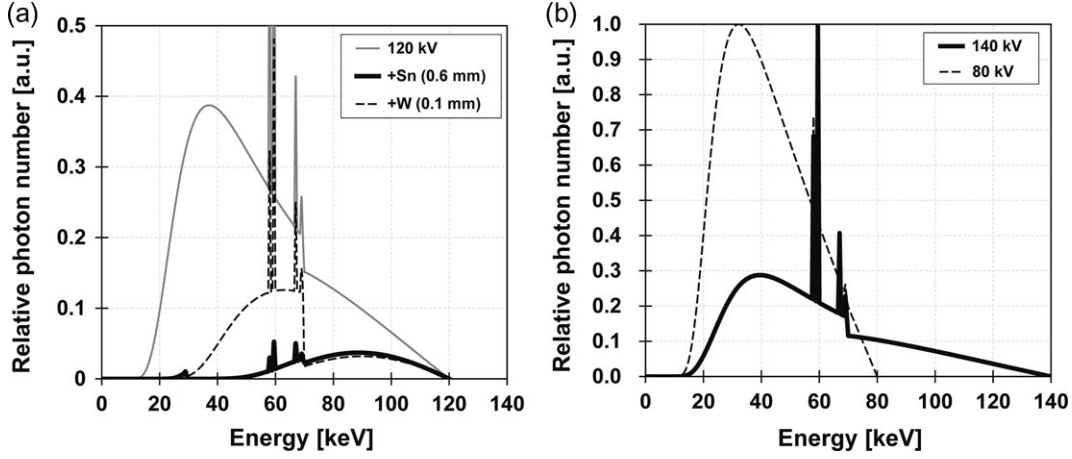 (a)
Relative photon number [a.u.]
0.5
0.4
0.3
0.2
0.1
0
0 20 40 60 80 100 120 140
Energy [keV]
120 kV
+Sn (0.6 mm)
+W (0.1 mm)
(b)
Relative photon number [a.u.]
1.0
0.9
0.8
0.7
0.6
0.5
0.4
0.3
0.2
0.1
0.0
0 20 40 60 80 100 120 140
Energy [keV]
140 kV
80 kV